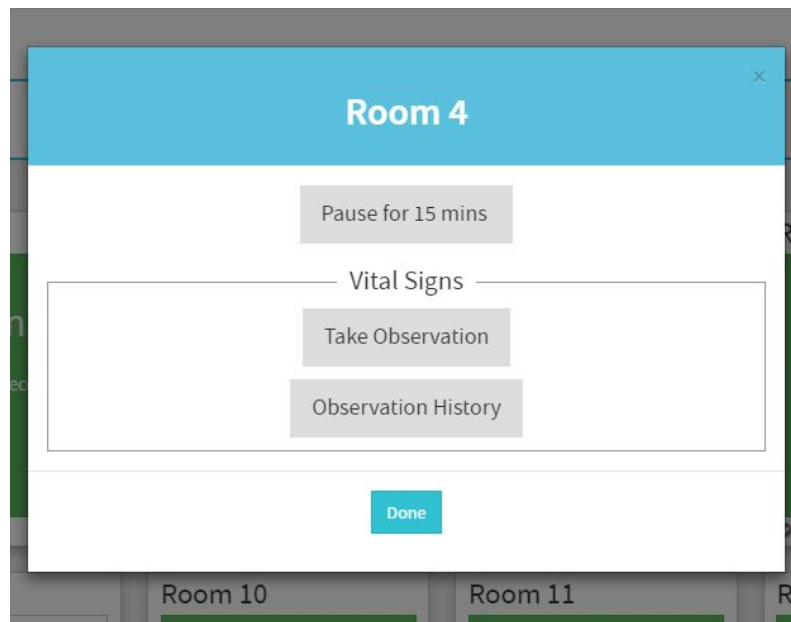 ×
Room 4
Pause for 15 mins
Vital Signs
Take Observation
Observation History
Done
Room 10
Room 11